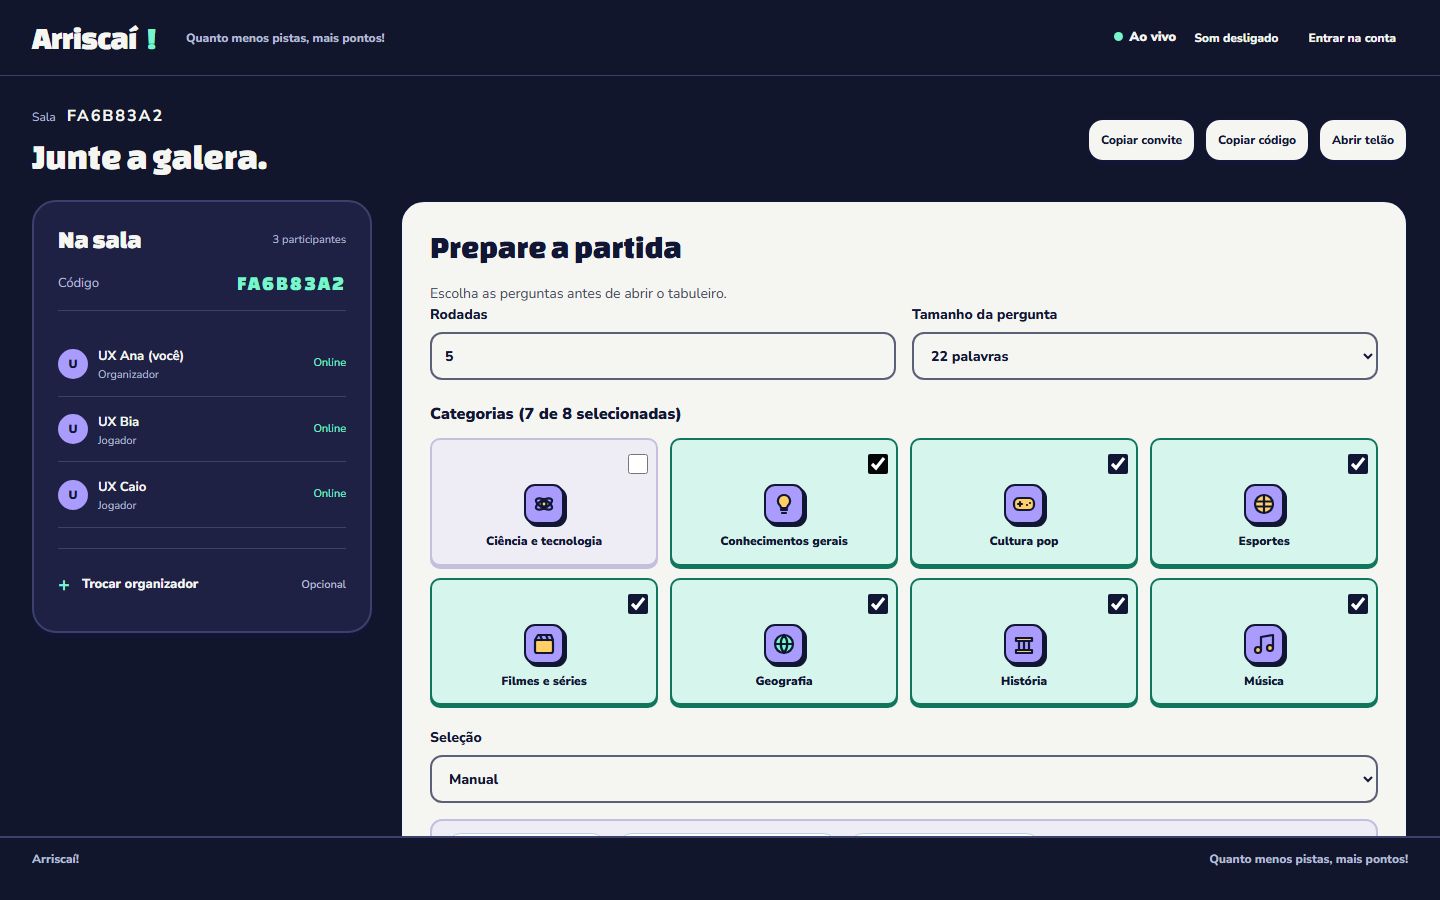 Arriscaí ! Quanto menos pistas, mais pontos! Ao vivo Som desligado Entrar na conta
Sala FA6B83A2
Junte a galera.
Copiar convite Copiar código Abrir telão
Na sala 3 participantes
Código FA6B83A2
U UX Ana (você) Online
Organizador
U UX Bia Online
Jogador
U UX Caio Online
Jogador
+ Trocar organizador Opcional
Prepare a partida
Escolha as perguntas antes de abrir o tabuleiro.
Rodadas Tamanho da pergunta
5 22 palavras
Categorias (7 de 8 selecionadas)
Ciência e tecnologia Conhecimentos gerais Cultura pop Esportes
Filmes e séries Geografia História Música
Seleção
Manual
Arriscaí! Quanto menos pistas, mais pontos!